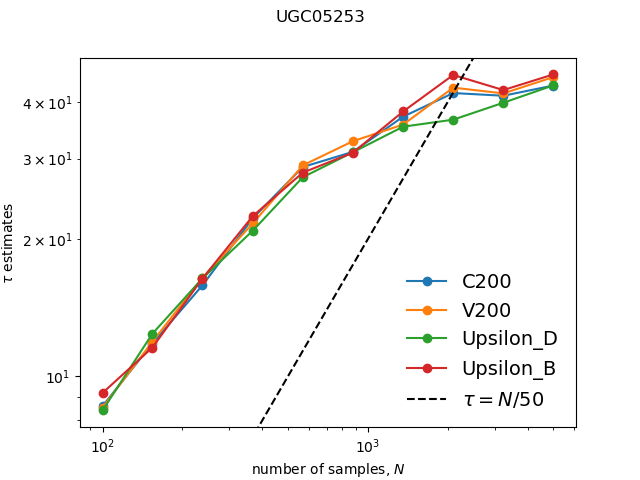 UGC05253
τ estimates
4 × 10¹
3 × 10¹
2 × 10¹
10¹
10²
10³
number of samples, N
C200
V200
Upsilon_D
Upsilon_B
τ = N/50